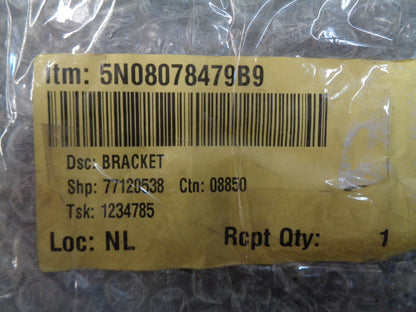 Itm: 5N08078479B9
Dsc: BRACKET
Shp: 77120538 Ctn: 08850
Tsk: 1234785
Loc: NL Rcpt Qty: 1